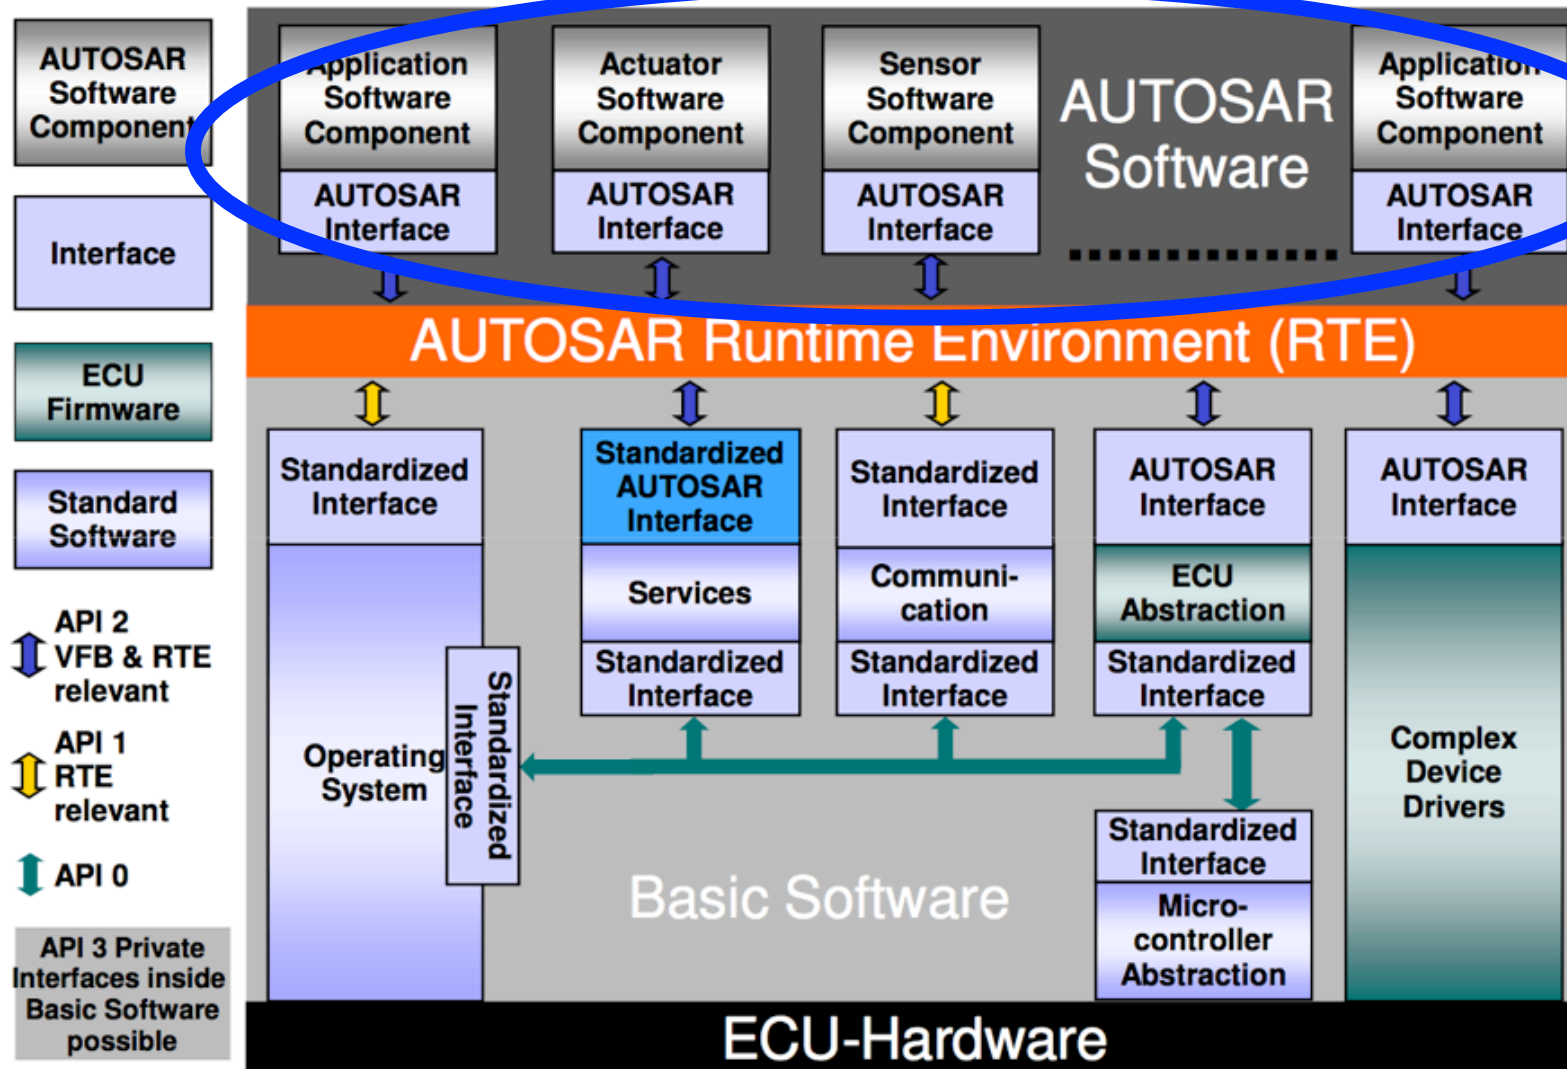 AUTOSAR
Software
Component
Interface
ECU
Firmware
Standard
Software
API 2
VFB & RTE
relevant
API 1
RTE
relevant
API 0
API 3 Private
Interfaces inside
Basic Software
possible
Application
Software
Component
AUTOSAR
Interface
Actuator
Software
Component
AUTOSAR
Interface
Sensor
Software
Component
AUTOSAR
Interface
AUTOSAR
Software
Application
Software
Component
AUTOSAR
Interface
AUTOSAR Runtime Environment (RTE)
Standardized
Interface
Operating
System
Standardized
Interface
Standardized
AUTOSAR
Interface
Services
Standardized
Interface
Standardized
Interface
Communi-
cation
Standardized
Interface
AUTOSAR
Interface
ECU
Abstraction
Standardized
Interface
Standardized
Interface
Micro-
controller
Abstraction
AUTOSAR
Interface
Complex
Device
Drivers
Basic Software
ECU-Hardware